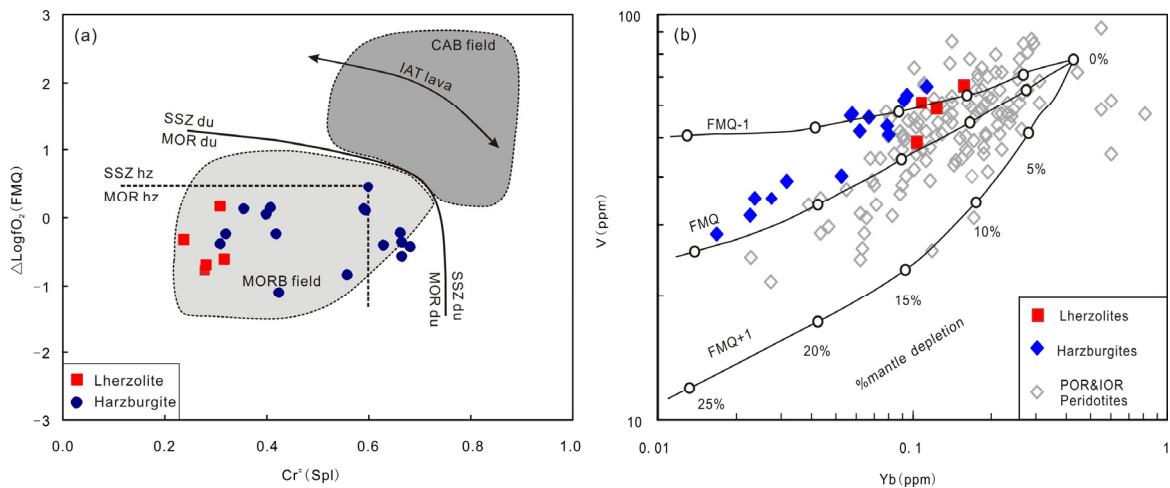 (a)
CAB field
IAT lava
SSZ du
MOR du
SSZ hz
MOR hz
MORB field
SSZ du
MOR du
Lherzolite
Harzburgite
3
2
1
0
−1
−2
−3
△LogfO₂(FMQ)
0.0
0.2
0.4
0.6
0.8
1.0
Cr#(Spl)
(b)
100
10
V(ppm)
0%
FMQ-1
5%
FMQ
10%
15%
FMQ+1
20%
%mantle depletion
25%
Lherzolites
Harzburgites
POR&IOR
Peridotites
0.01
0.1
1
Yb(ppm)